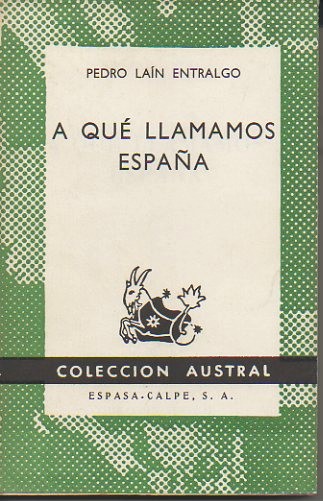 PEDRO LAÍN ENTRALGO
A QUÉ LLAMAMOS
ESPAÑA
COLECCION AUSTRAL
ESPASA-CALPE, S. A.